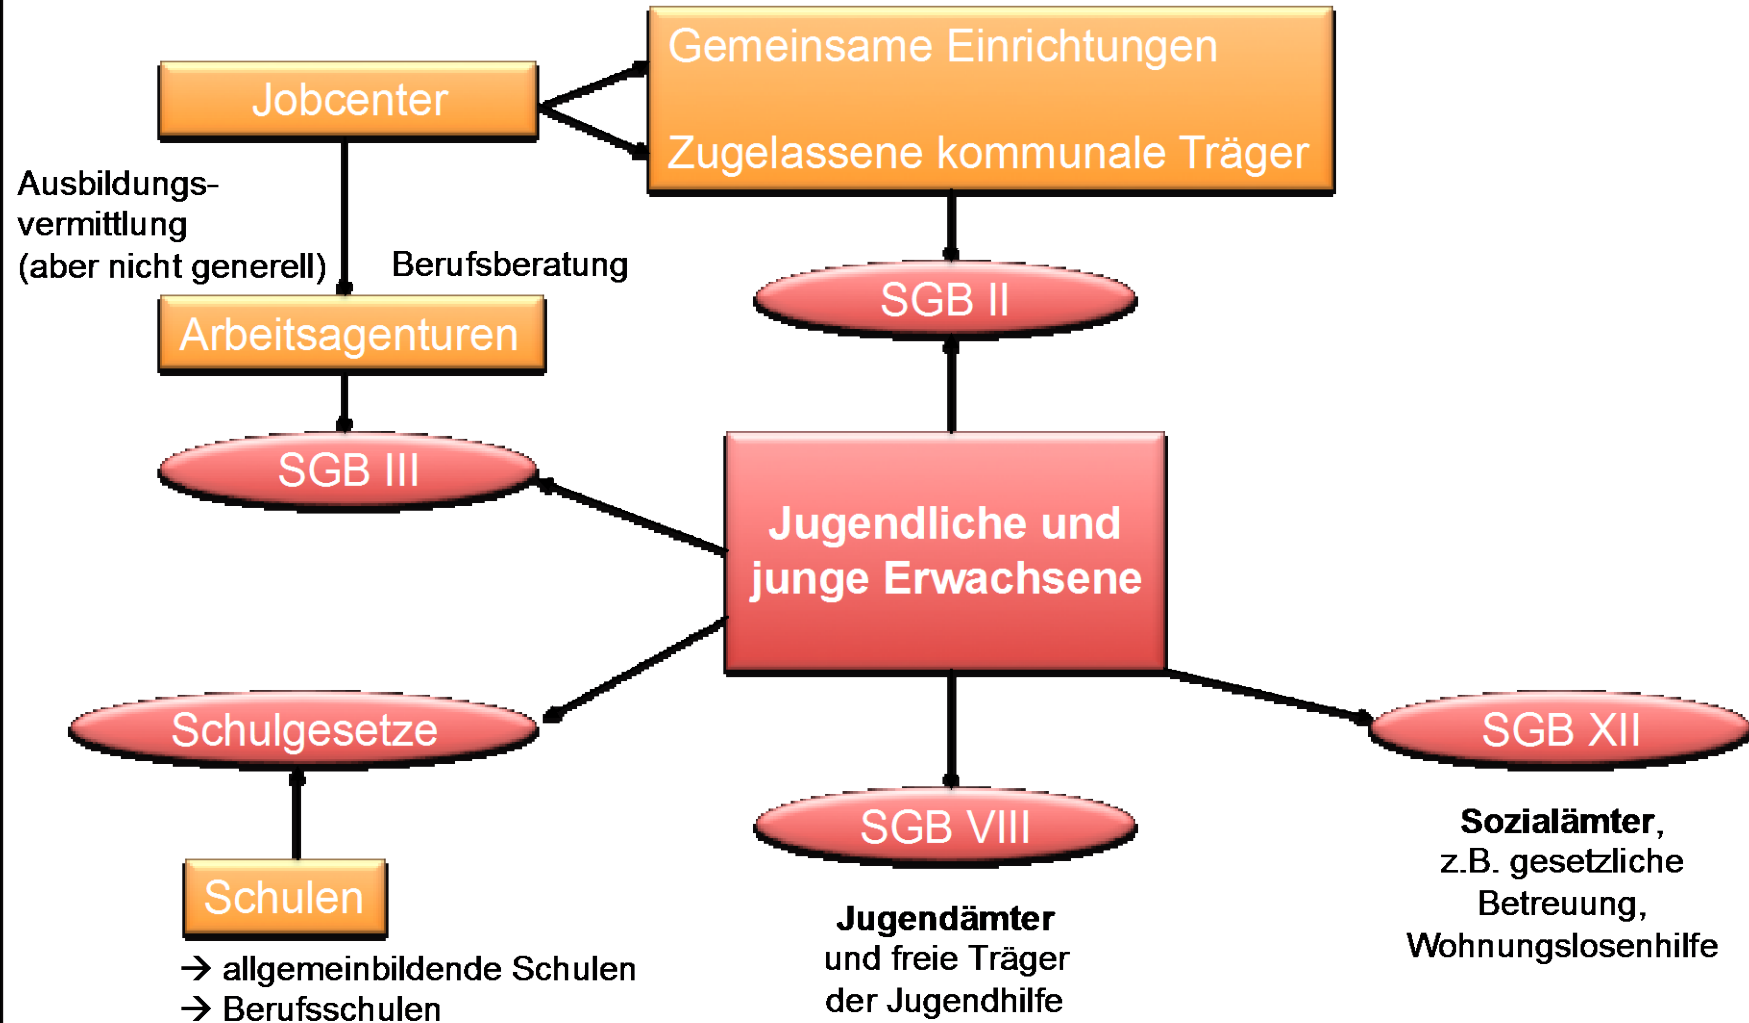 Gemeinsame Einrichtungen
Zugelassene kommunale Träger
Jobcenter
Ausbildungs-
vermittlung
(aber nicht generell)
Berufsberatung
Arbeitsagenturen
SGB II
SGB III
Jugendliche und
junge Erwachsene
Schulgesetze
SGB XII
SGB VIII
Schulen
→ allgemeinbildende Schulen
→ Berufsschulen
Jugendämter
und freie Träger
der Jugendhilfe
Sozialämter,
z.B. gesetzliche
Betreuung,
Wohnungslosenhilfe